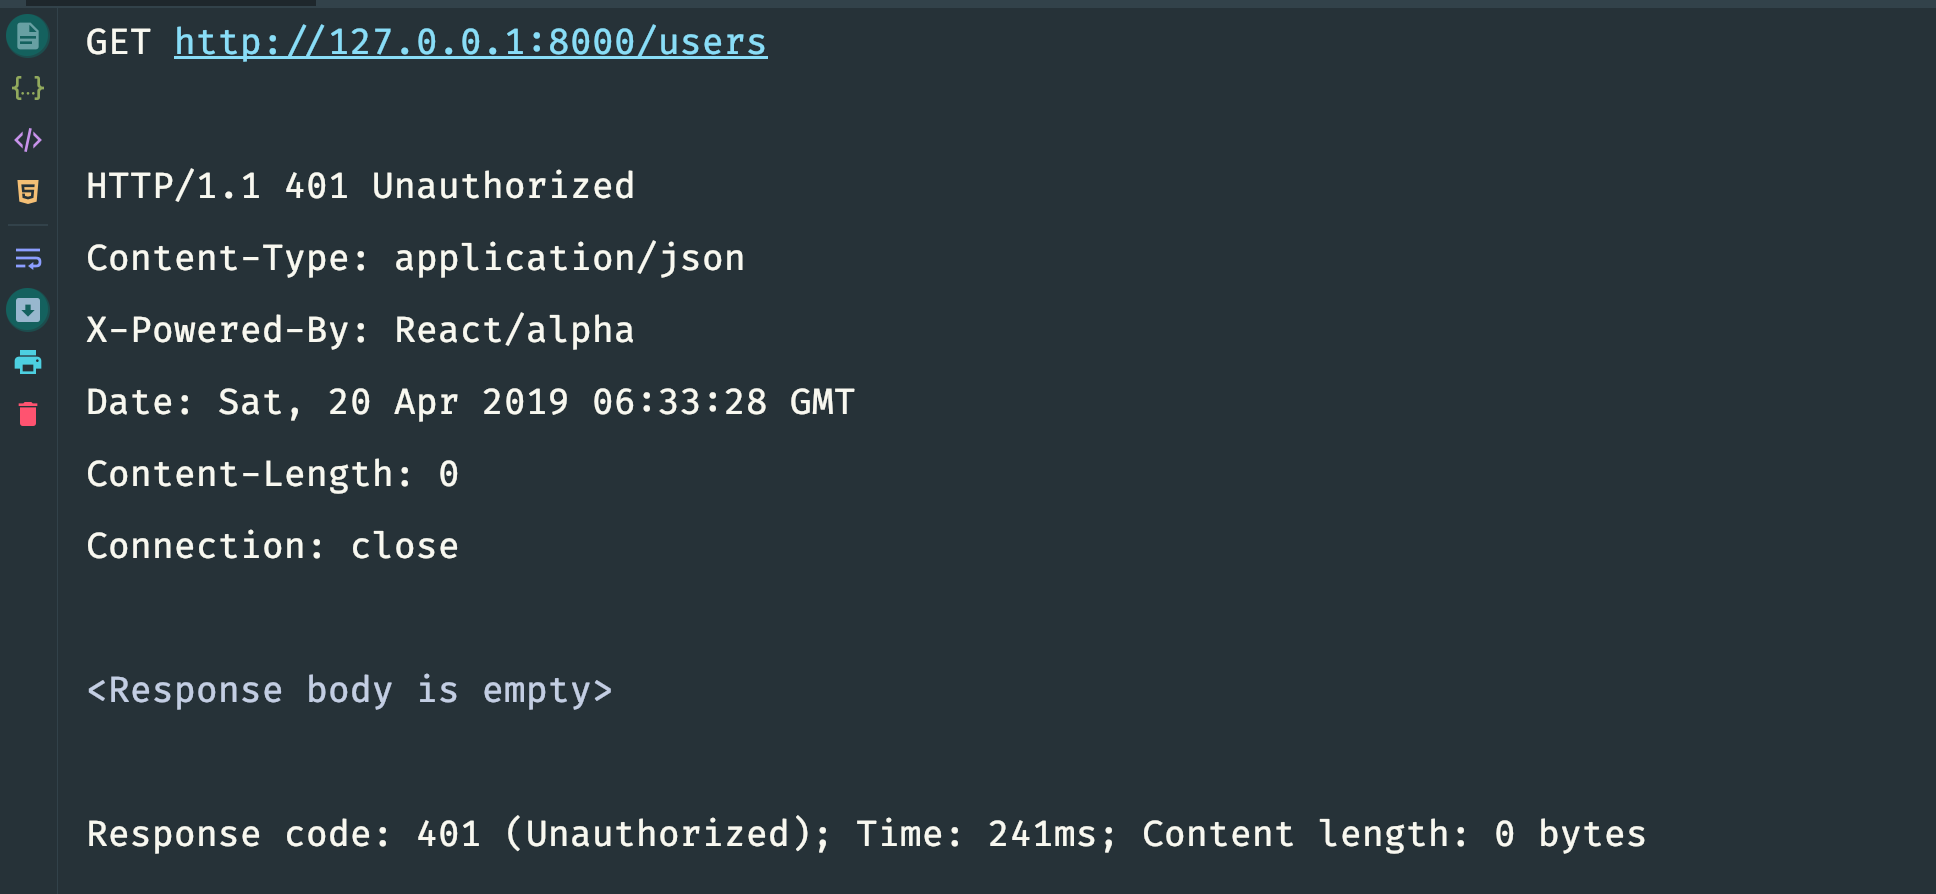 GET http://127.0.0.1:8000/users
HTTP/1.1 401 Unauthorized
Content-Type: application/json
X-Powered-By: React/alpha
Date: Sat, 20 Apr 2019 06:33:28 GMT
Content-Length: 0
Connection: close
<Response body is empty>
Response code: 401 (Unauthorized); Time: 241ms; Content length: 0 bytes